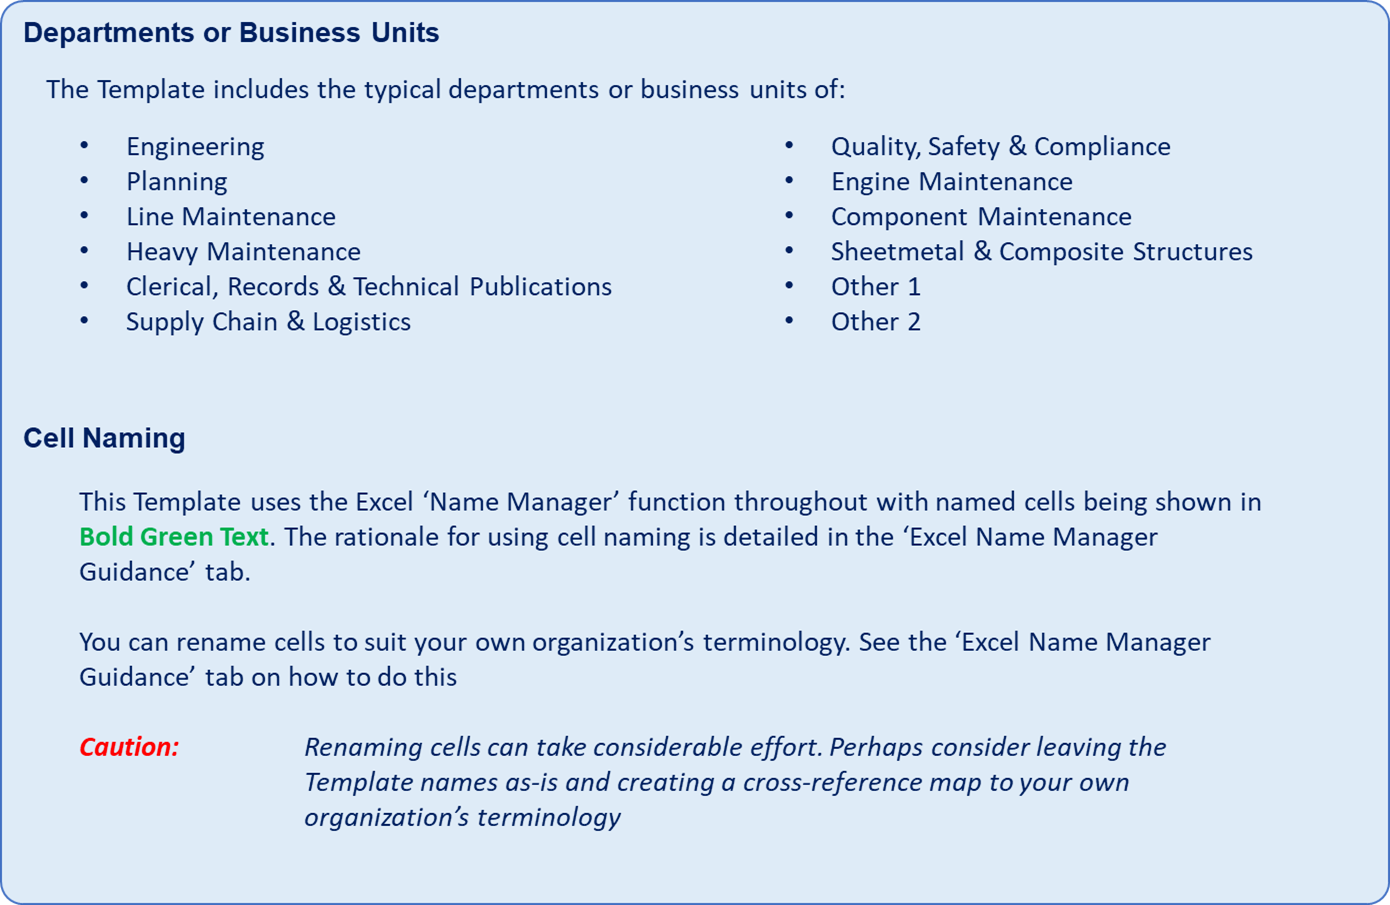 Departments or Business Units
The Template includes the typical departments or business units of:
• Engineering
• Planning
• Line Maintenance
• Heavy Maintenance
• Clerical, Records & Technical Publications
• Supply Chain & Logistics
• Quality, Safety & Compliance
• Engine Maintenance
• Component Maintenance
• Sheetmetal & Composite Structures
• Other 1
• Other 2
Cell Naming
This Template uses the Excel ‘Name Manager’ function throughout with named cells being shown in
Bold Green Text. The rationale for using cell naming is detailed in the ‘Excel Name Manager
Guidance’ tab.
You can rename cells to suit your own organization’s terminology. See the ‘Excel Name Manager
Guidance’ tab on how to do this
Caution: Renaming cells can take considerable effort. Perhaps consider leaving the
Template names as-is and creating a cross-reference map to your own
organization’s terminology